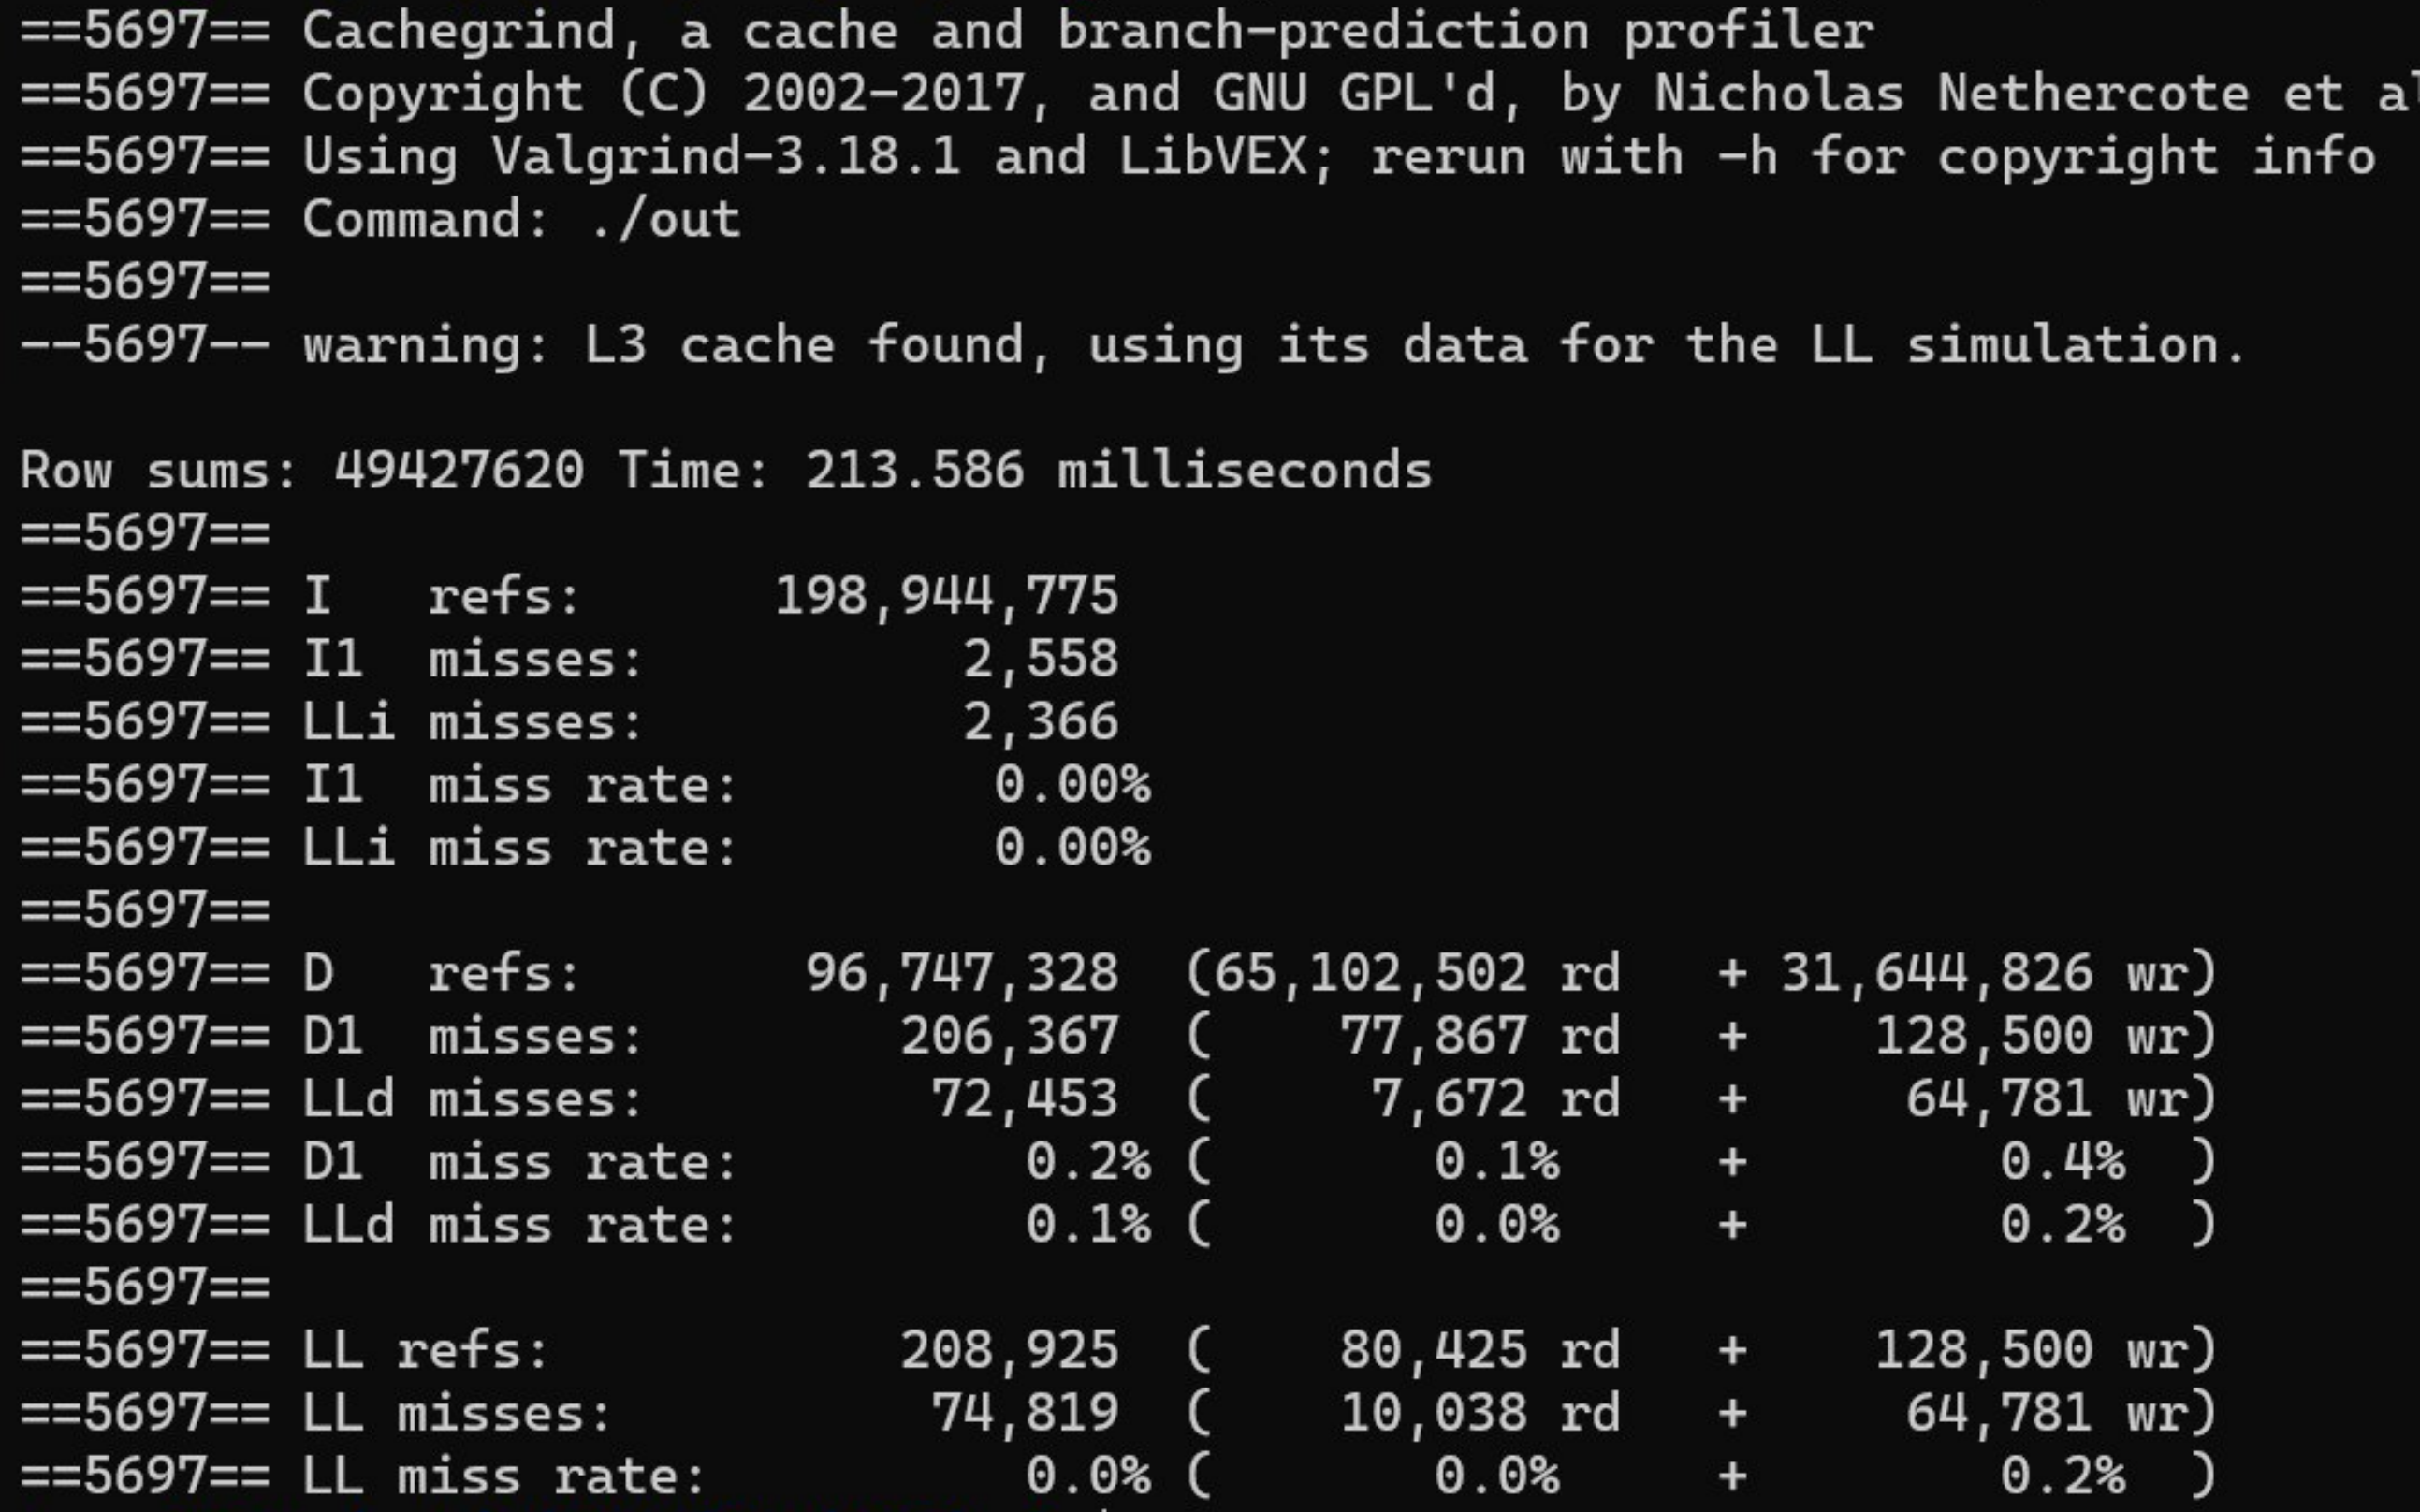 ==5697== Cachegrind, a cache and branch-prediction profiler
==5697== Copyright (C) 2002-2017, and GNU GPL'd, by Nicholas Nethercote et al
==5697== Using Valgrind-3.18.1 and LibVEX; rerun with -h for copyright info
==5697== Command: ./out
==5697==
--5697-- warning: L3 cache found, using its data for the LL simulation.
Row sums: 49427620 Time: 213.586 milliseconds
==5697==
==5697== I   refs:      198,944,775
==5697== I1  misses:          2,558
==5697== LLi misses:          2,366
==5697== I1  miss rate:        0.00%
==5697== LLi miss rate:        0.00%
==5697==
==5697== D   refs:       96,747,328  (65,102,502 rd   + 31,644,826 wr)
==5697== D1  misses:        206,367  (    77,867 rd   +    128,500 wr)
==5697== LLd misses:         72,453  (     7,672 rd   +     64,781 wr)
==5697== D1  miss rate:         0.2% (       0.1%     +        0.4%  )
==5697== LLd miss rate:         0.1% (       0.0%     +        0.2%  )
==5697==
==5697== LL refs:           208,925  (    80,425 rd   +    128,500 wr)
==5697== LL misses:          74,819  (    10,038 rd   +     64,781 wr)
==5697== LL miss rate:          0.0% (       0.0%     +        0.2%  )